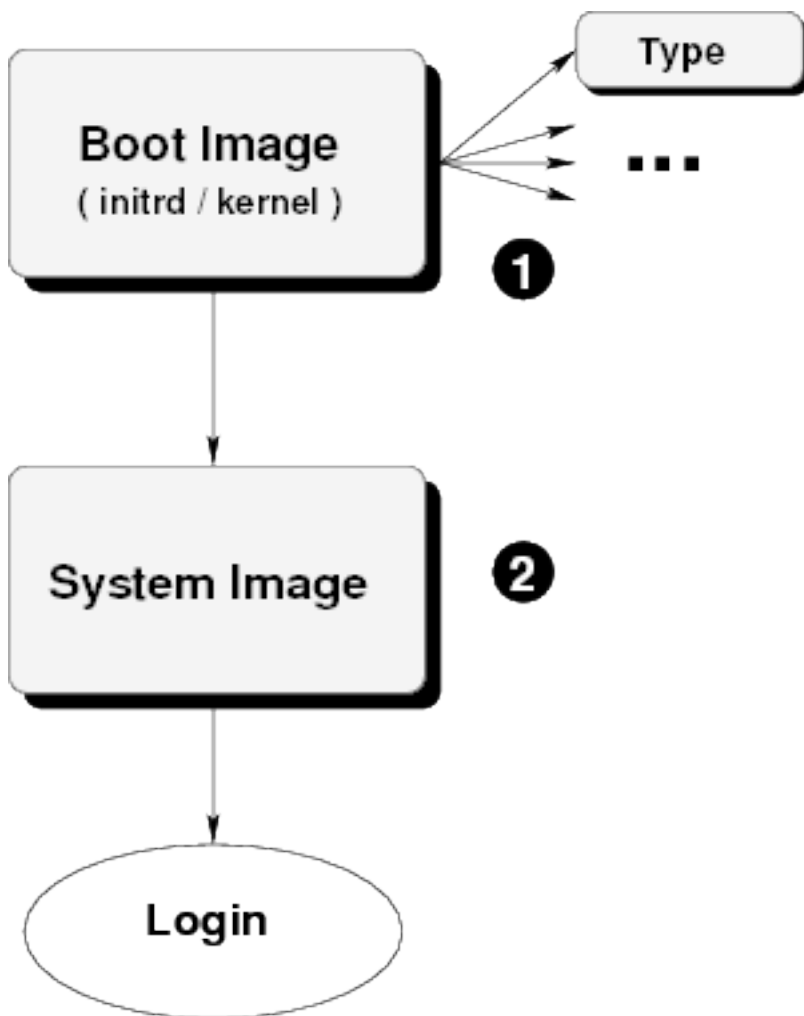 Type
Boot Image
( initrd / kernel )
...
1
System Image
2
Login